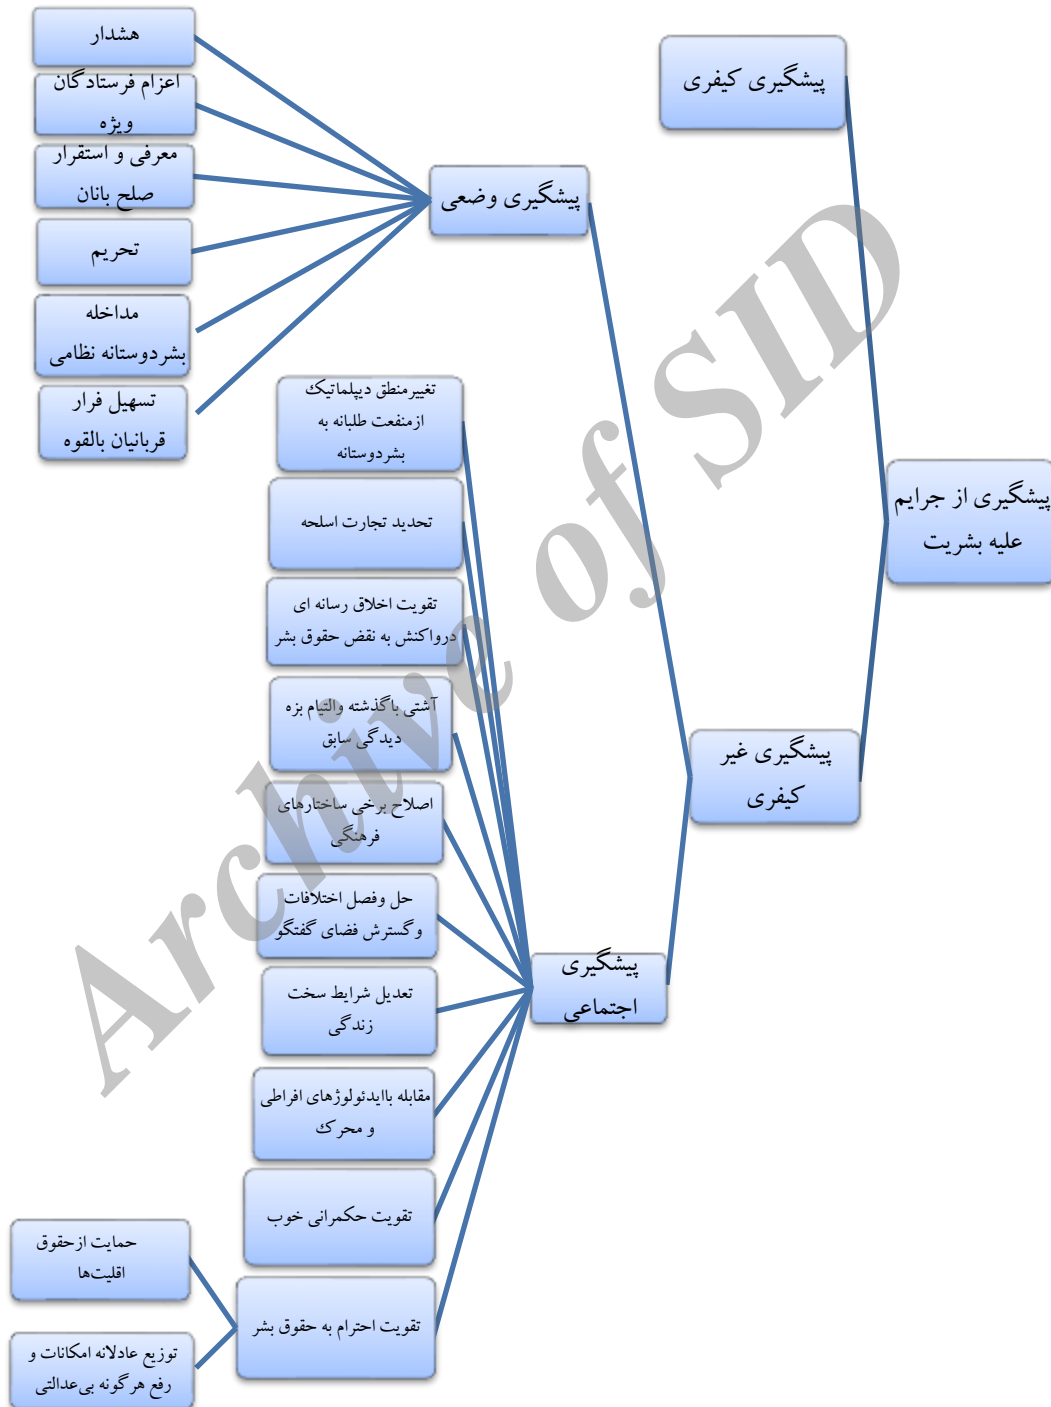 پیشگیری از جرایم
علیه بشریت
پیشگیری کیفری
پیشگیری غیر
کیفری
پیشگیری وضعی
هشدار
اعزام فرستادگان
ویژه
معرفی و استقرار
صلح بانان
تحریم
مداخله
بشردوستانه نظامی
تسهیل فرار
قربانیان بالقوه
پیشگیری
اجتماعی
تغییرمنطق دیپلماتیک
ازمنفعت طلبانه به
بشردوستانه
تحدید تجارت اسلحه
تقویت اخلاق رسانه ای
درواکنش به نقض حقوق بشر
آشتی باگذشته والتیام بزه
دیدگی سابق
اصلاح برخی ساختارهای
فرهنگی
حل وفصل اختلافات
وگسترش فضای گفتگو
تعدیل شرایط سخت
زندگی
مقابله باایدئولوژهای افراطی
و محرک
تقویت حکمرانی خوب
تقویت احترام به حقوق بشر
حمایت ازحقوق
اقلیت‌ها
توزیع عادلانه امکانات و
رفع هرگونه بی‌عدالتی
Archive of SID